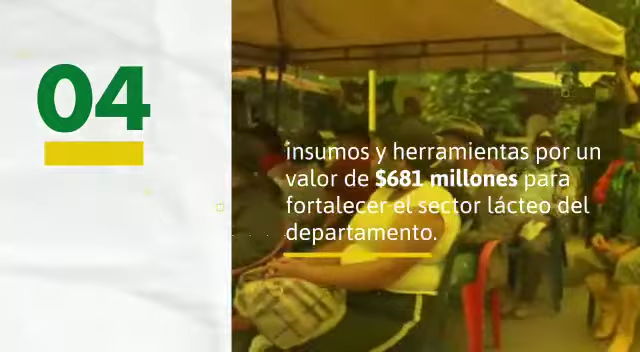 04
insumos y herramientas por un
valor de $681 millones para
fortalecer el sector lácteo del
departamento.